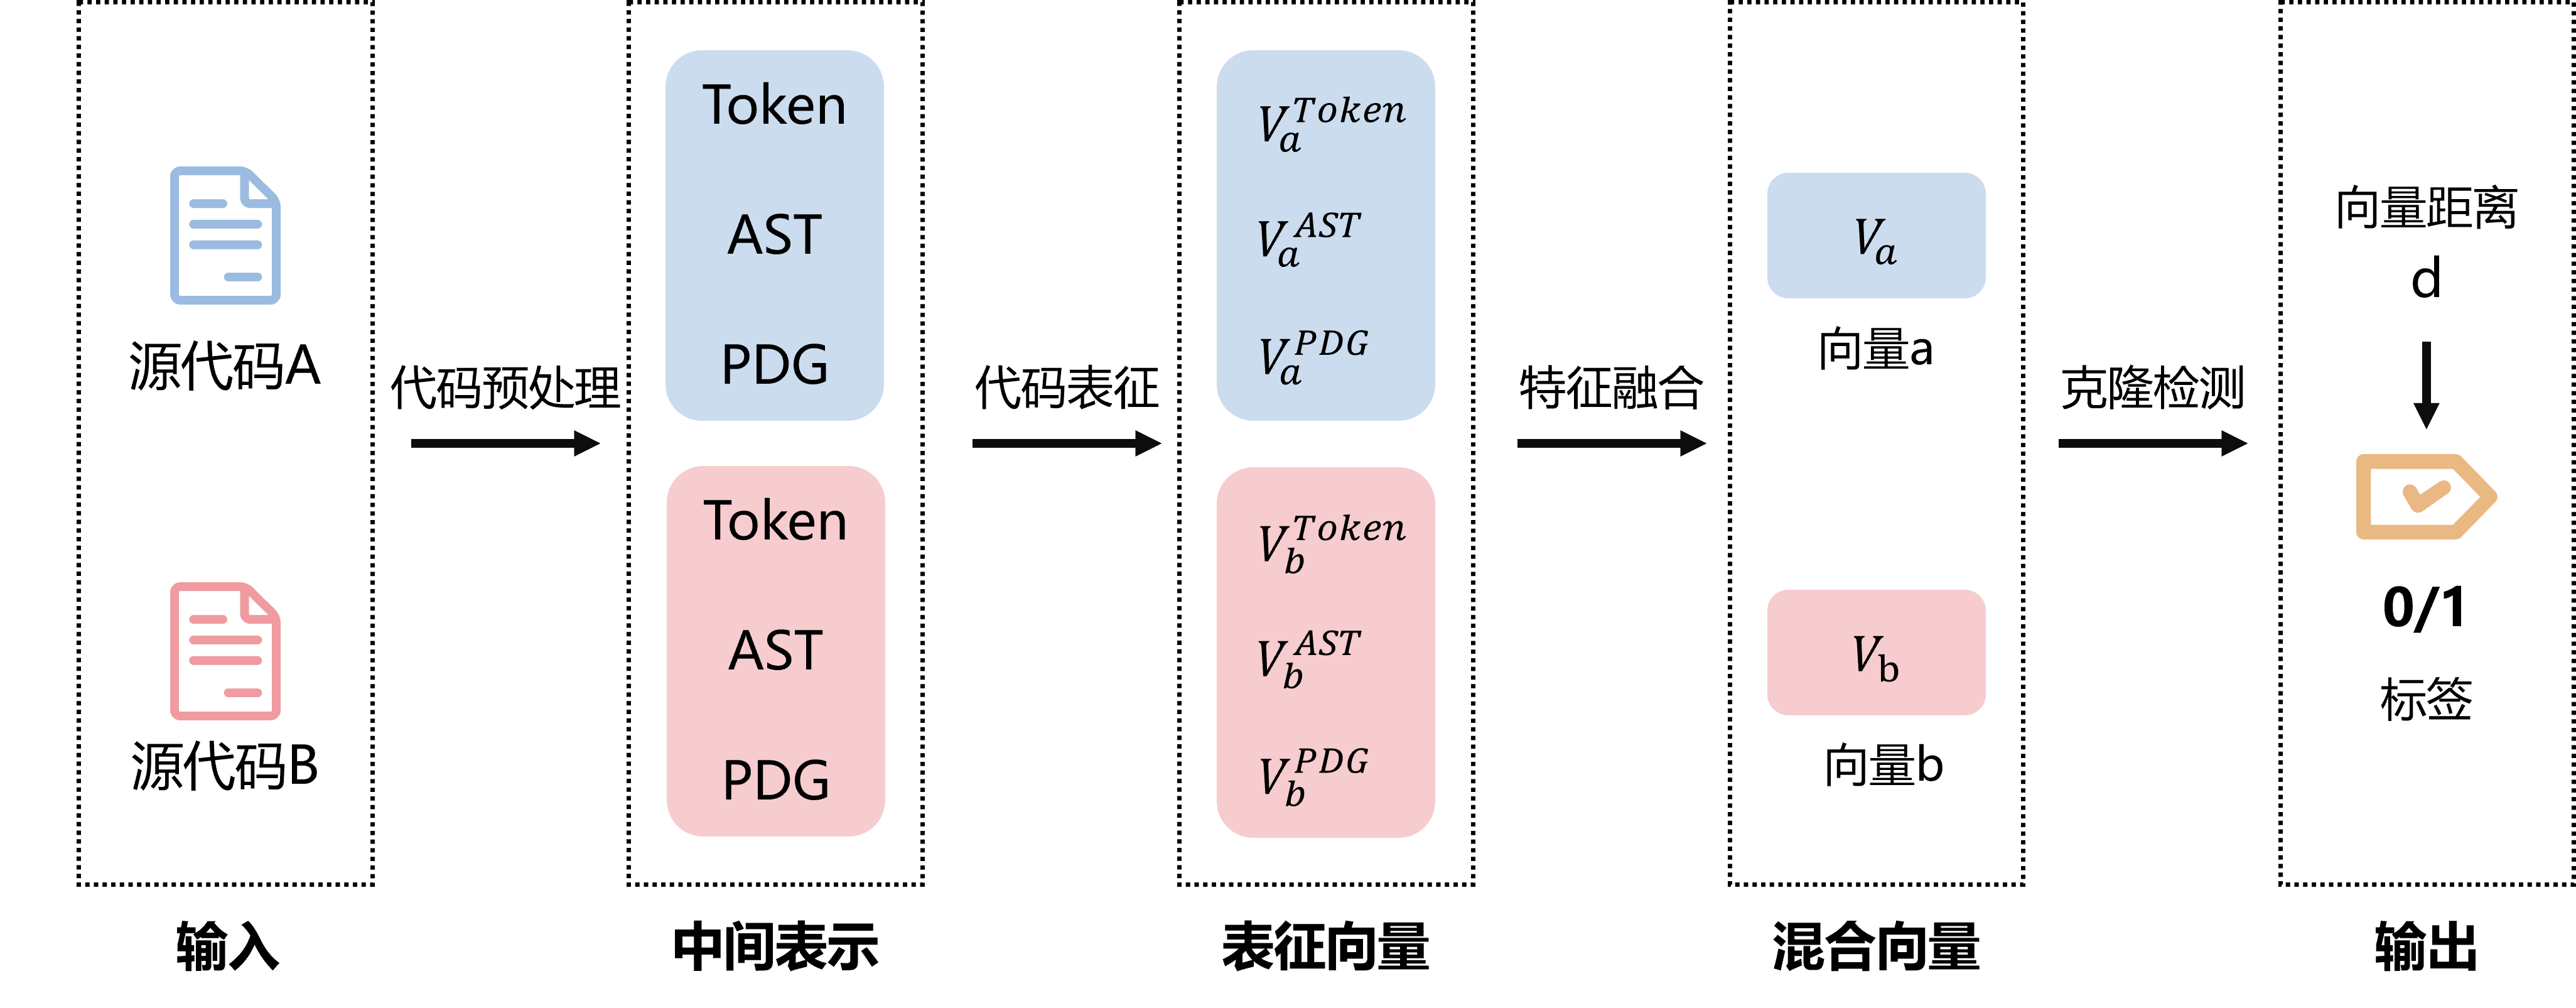 源代码A
源代码B
输入
代码预处理
Token
AST
PDG
Token
AST
PDG
中间表示
代码表征
V_a^{Token}
V_a^{AST}
V_a^{PDG}
V_b^{Token}
V_b^{AST}
V_b^{PDG}
表征向量
特征融合
V_a
向量a
V_b
向量b
混合向量
克隆检测
向量距离
d
0/1
标签
输出